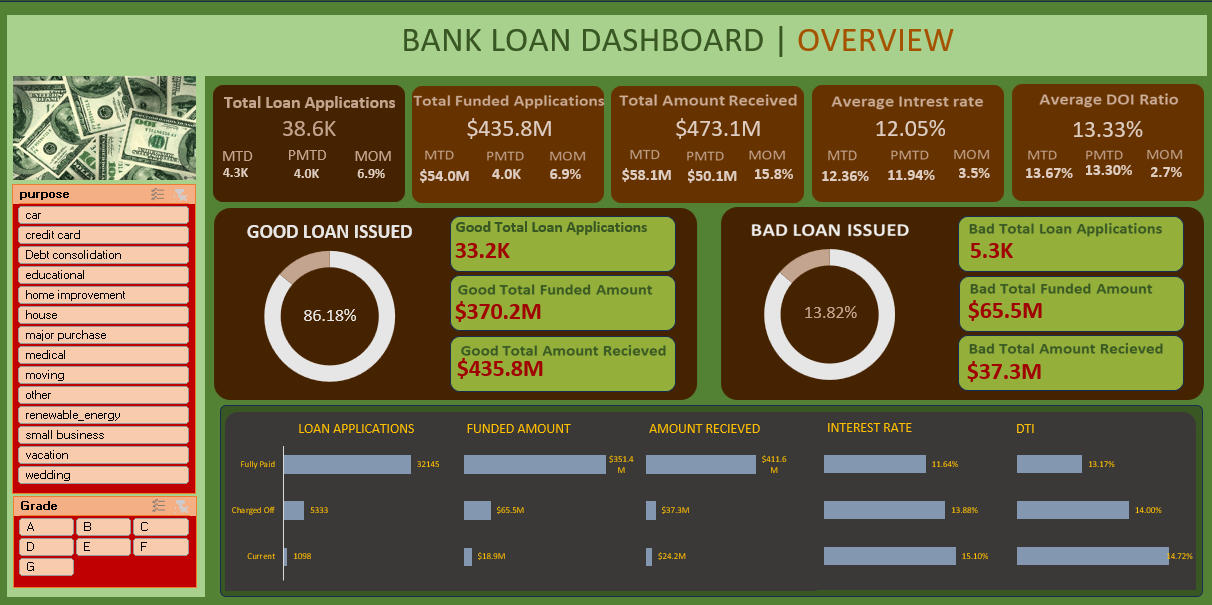 BANK LOAN DASHBOARD | OVERVIEW
Total Loan Applications
38.6K
MTD PMTD MOM
4.3K 4.0K 6.9%
Total Funded Applications
$435.8M
MTD PMTD MOM
$54.0M 4.0K 6.9%
Total Amount Received
$473.1M
MTD PMTD MOM
$58.1M $50.1M 15.8%
Average Intrest rate
12.05%
MTD PMTD MOM
12.36% 11.94% 3.5%
Average DOI Ratio
13.33%
MTD PMTD MOM
13.67% 13.30% 2.7%
purpose
car
credit card
Debt consolidation
educational
home improvement
house
major purchase
medical
moving
other
renewable_energy
small business
vacation
wedding
Grade
A B C
D E F
G
GOOD LOAN ISSUED
86.18%
Good Total Loan Applications
33.2K
Good Total Funded Amount
$370.2M
Good Total Amount Recieved
$435.8M
BAD LOAN ISSUED
13.82%
Bad Total Loan Applications
5.3K
Bad Total Funded Amount
$65.5M
Bad Total Amount Recieved
$37.3M
LOAN APPLICATIONS FUNDED AMOUNT AMOUNT RECIEVED INTEREST RATE DTI
Fully Paid 32145 $351.4 M $411.6 M 11.64% 13.17%
Charged Off 5333 $65.5M $37.3M 13.88% 14.00%
Current 1098 $18.9M $24.2M 15.10% 14.72%